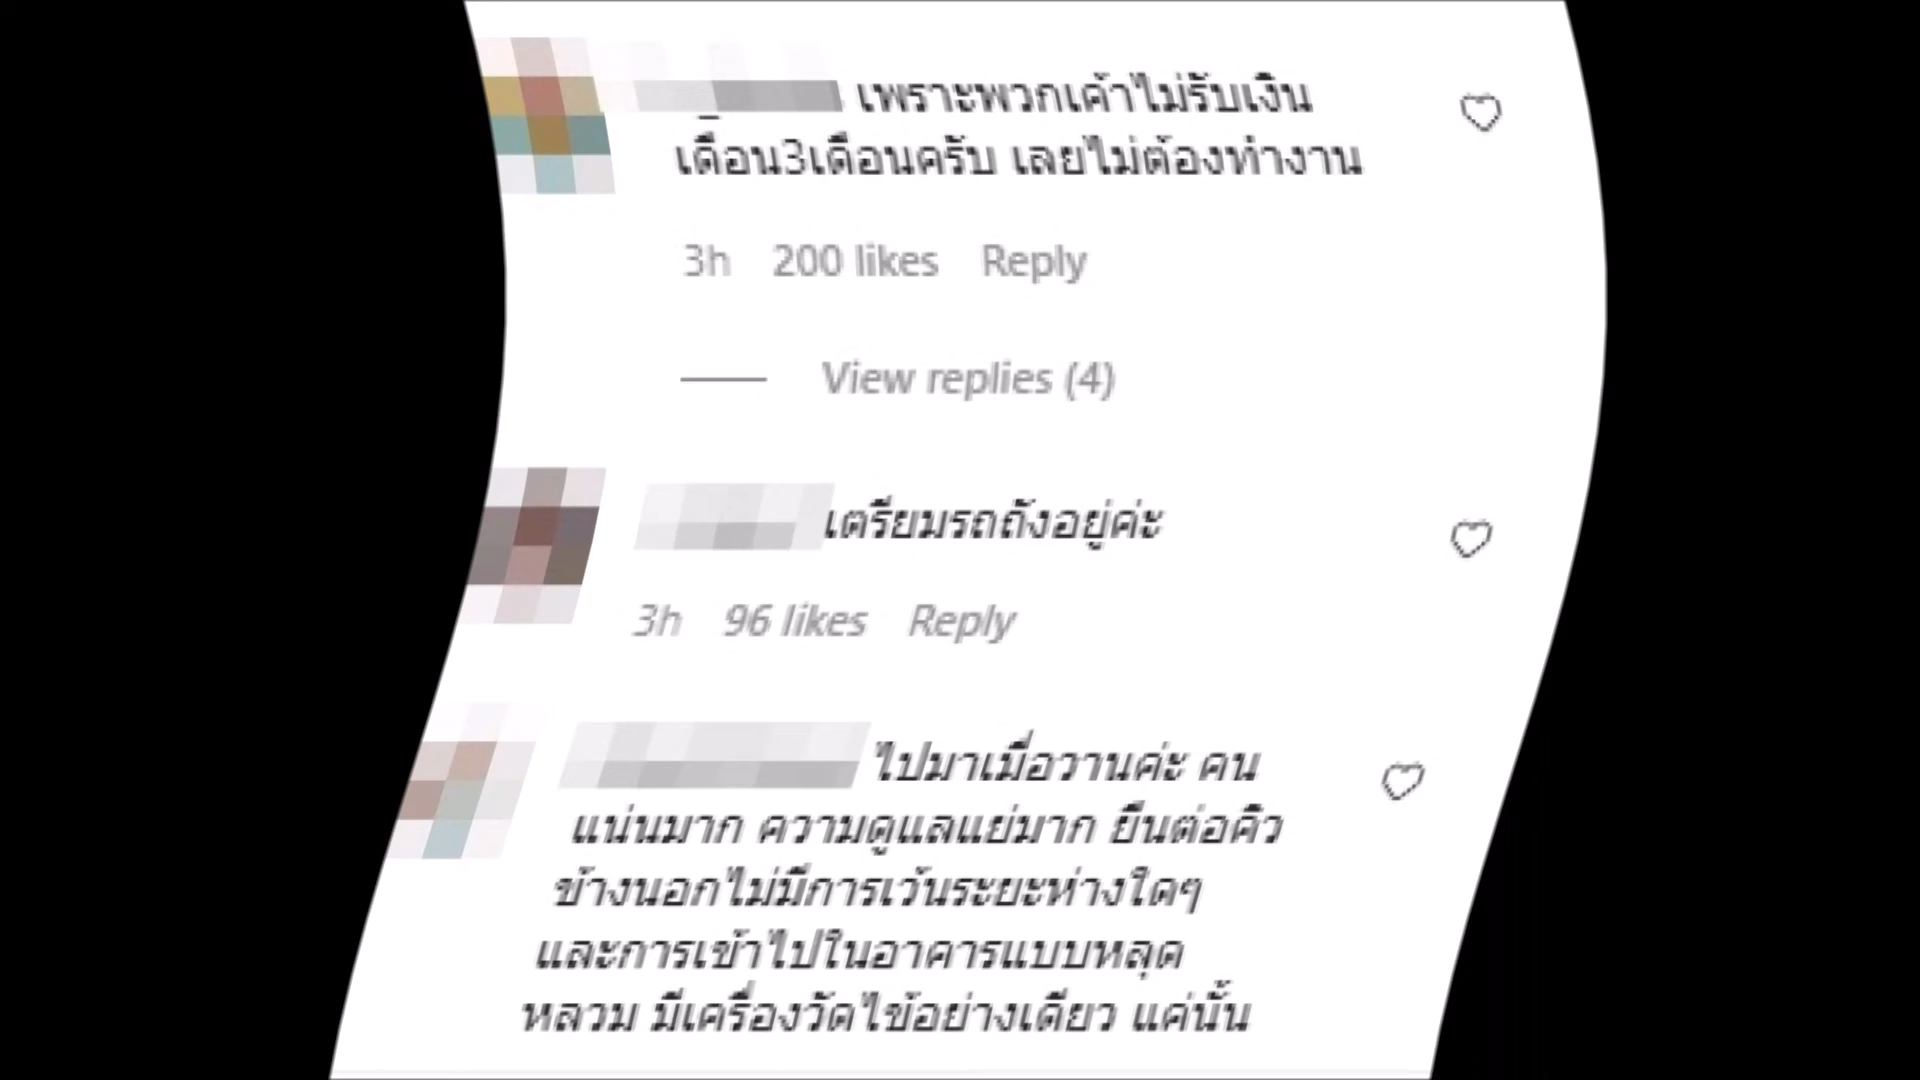 เพราะพวกเค้าไม่รับเงิน
เดือน3เดือนครับ เลยไม่ต้องทำงาน
3h 200 likes Reply
View replies (4)
เตรียมรถถังอยู่ค่ะ
3h 96 likes Reply
ไปมาเมื่อวานค่ะ คน
แน่นมาก ความดูแลแย่มาก ยืนต่อคิว
ข้างนอกไม่มีการเว้นระยะห่างใดๆ
และการเข้าไปในอาคารแบบหลุด
หลวม มีเครื่องวัดไข้อย่างเดียว แค่นั้น